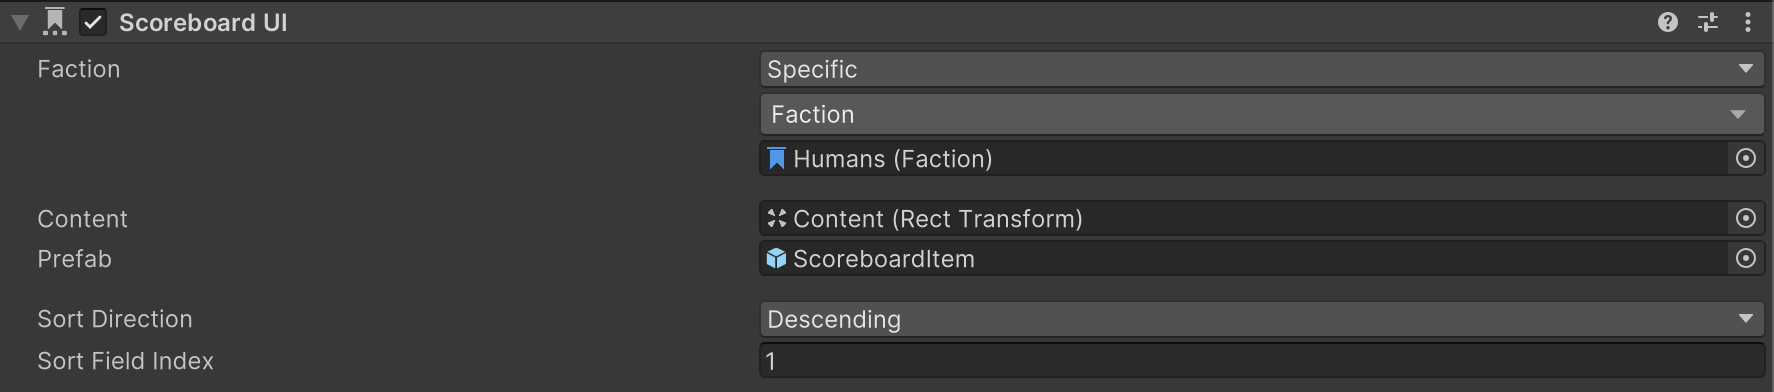 Scoreboard UI
Faction Specific
Faction
Humans (Faction)
Content Content (Rect Transform)
Prefab ScoreboardItem
Sort Direction Descending
Sort Field Index 1